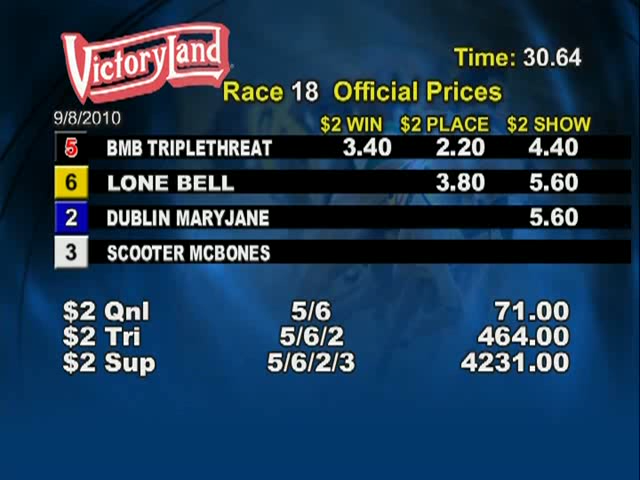 VictoryLand
Time: 30.64
Race 18 Official Prices
9/8/2010
$2 WIN $2 PLACE $2 SHOW
5 BMB TRIPLETHREAT 3.40 2.20 4.40
6 LONE BELL 3.80 5.60
2 DUBLIN MARYJANE 5.60
3 SCOOTER MCBONES
$2 Qnl 5/6 71.00
$2 Tri 5/6/2 464.00
$2 Sup 5/6/2/3 4231.00